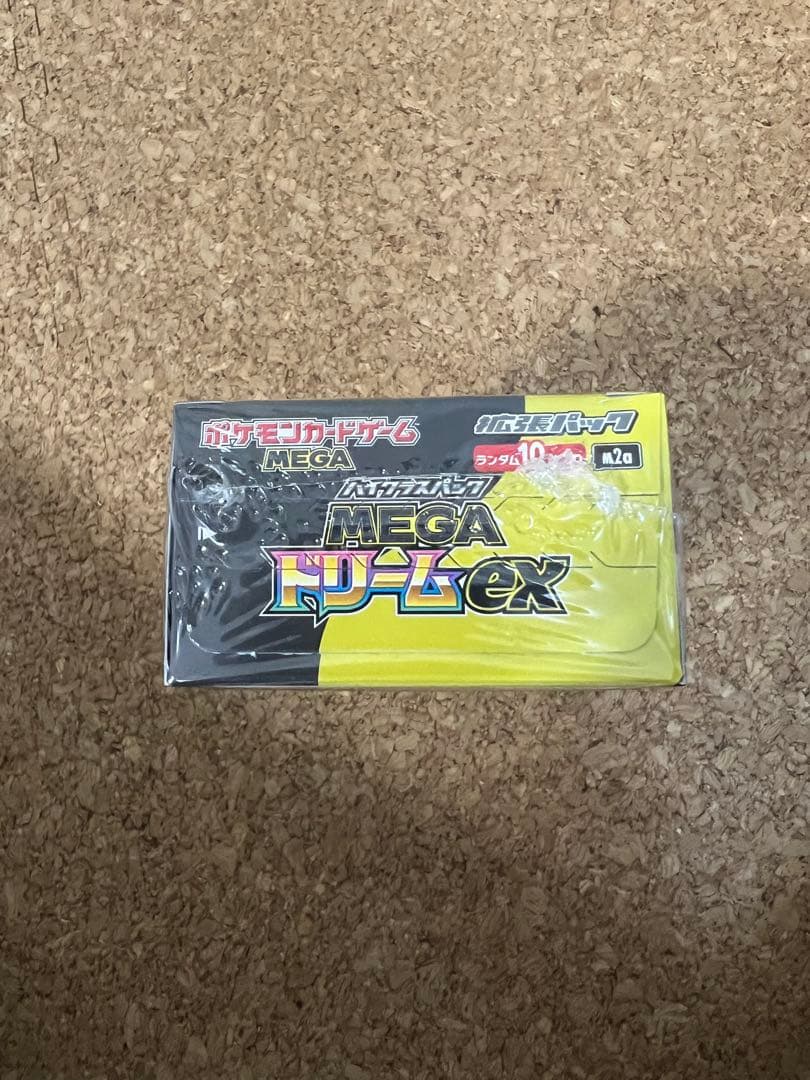 ポケモンカードゲーム
MEGA
拡張パック
ランダム10
m2a
ハイクラスパック
MEGA
ドリームex